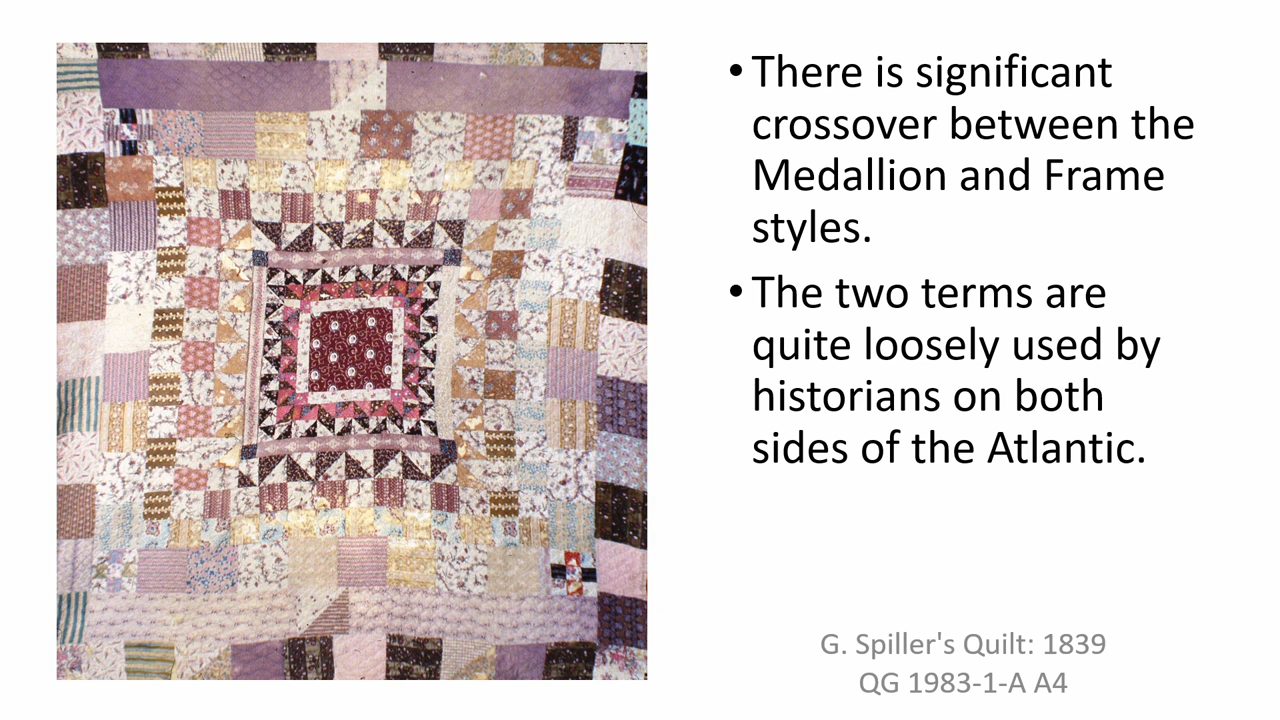 • There is significant
crossover between the
Medallion and Frame
styles.
• The two terms are
quite loosely used by
historians on both
sides of the Atlantic.
G. Spiller's Quilt: 1839
QG 1983-1-A A4